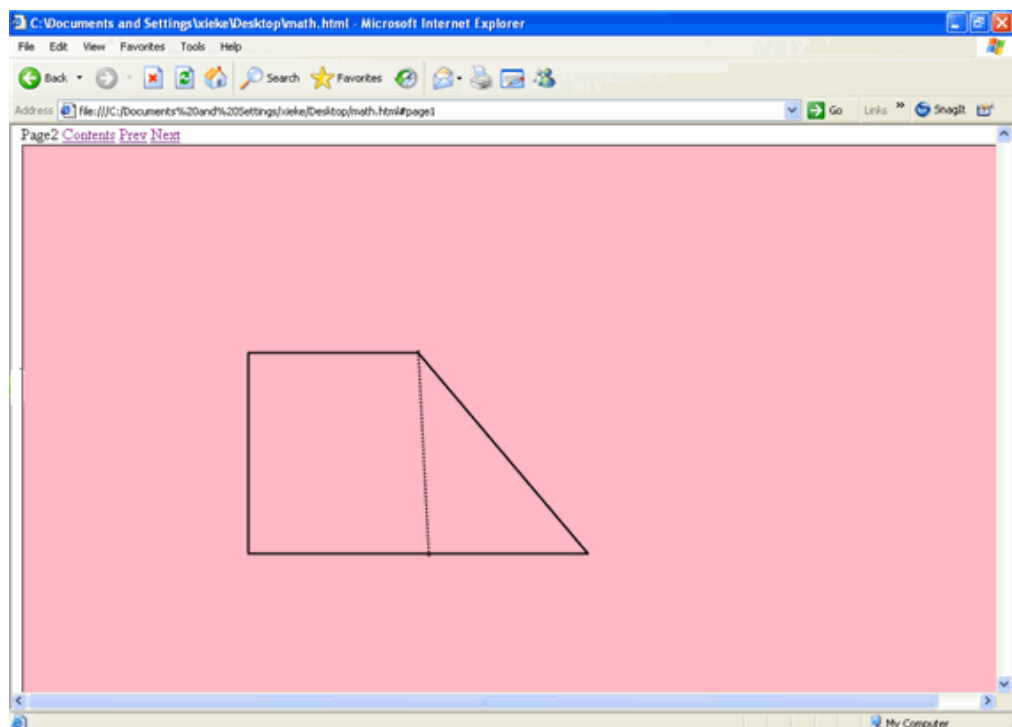 C:\Documents and Settings\xieke\Desktop\math.html - Microsoft Internet Explorer
File Edit View Favorites Tools Help
Back Search Favorites
Address file:///C:/Documents%20and%20Settings/xieke/Desktop/math.html#page1 Go Links » SnagIt
Page2 Contents Prev Next
My Computer